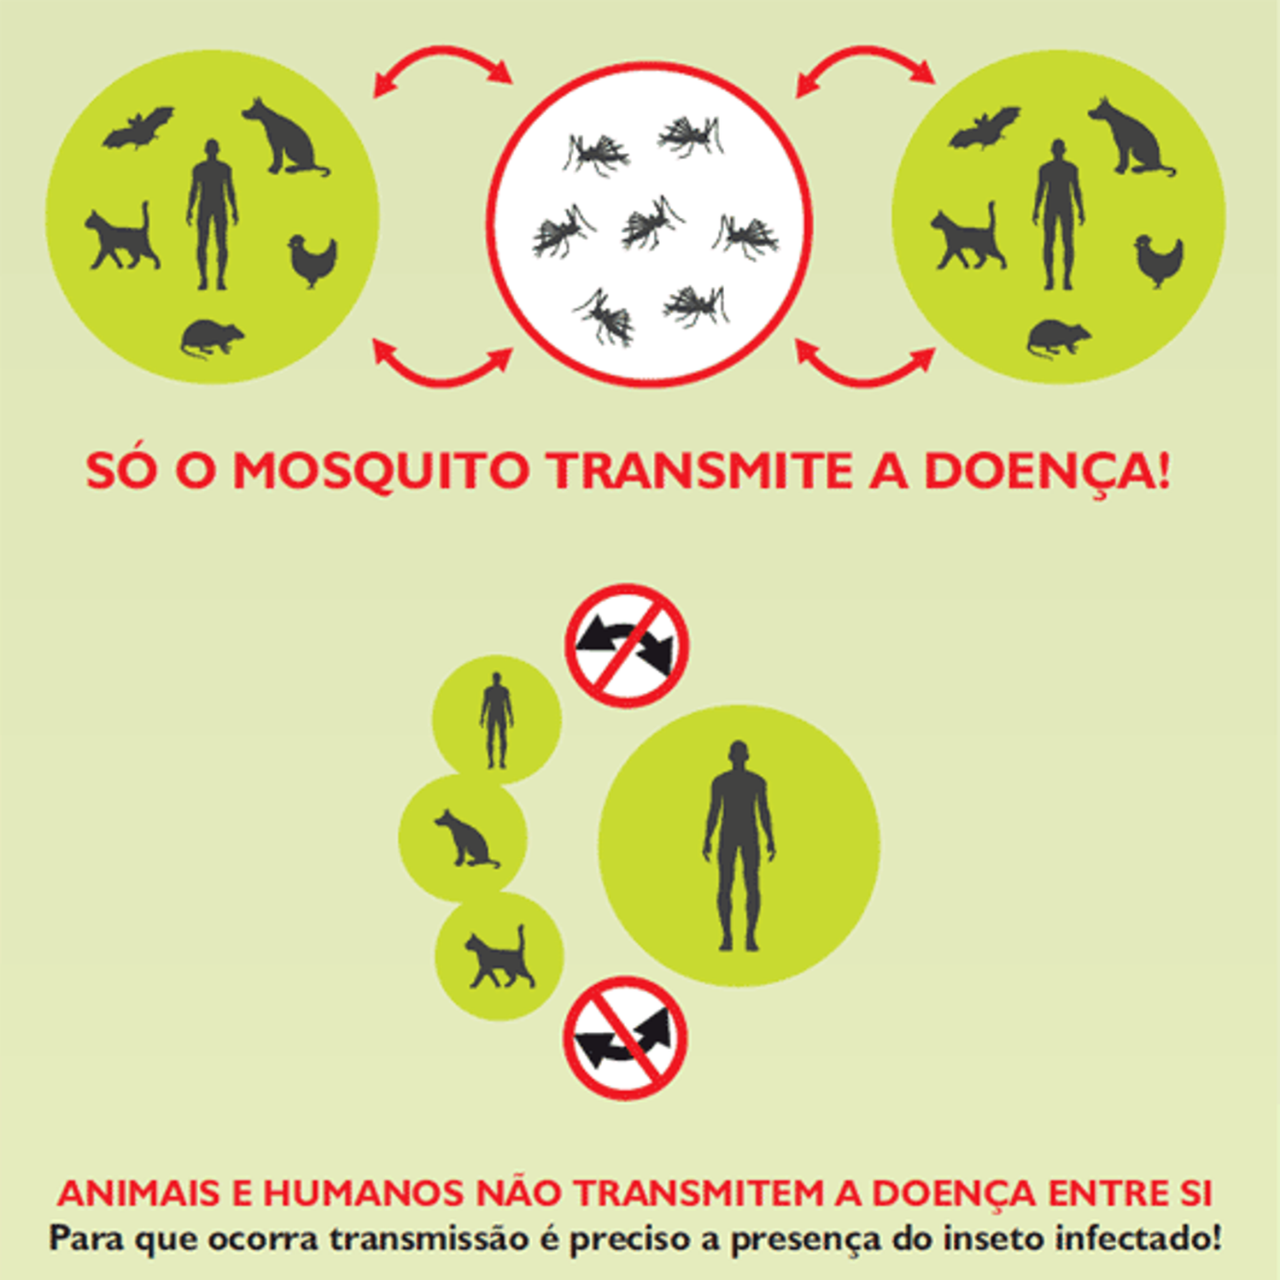 SÓ O MOSQUITO TRANSMITE A DOENÇA!
ANIMAIS E HUMANOS NÃO TRANSMITEM A DOENÇA ENTRE SI
Para que ocorra transmissão é preciso a presença do inseto infectado!